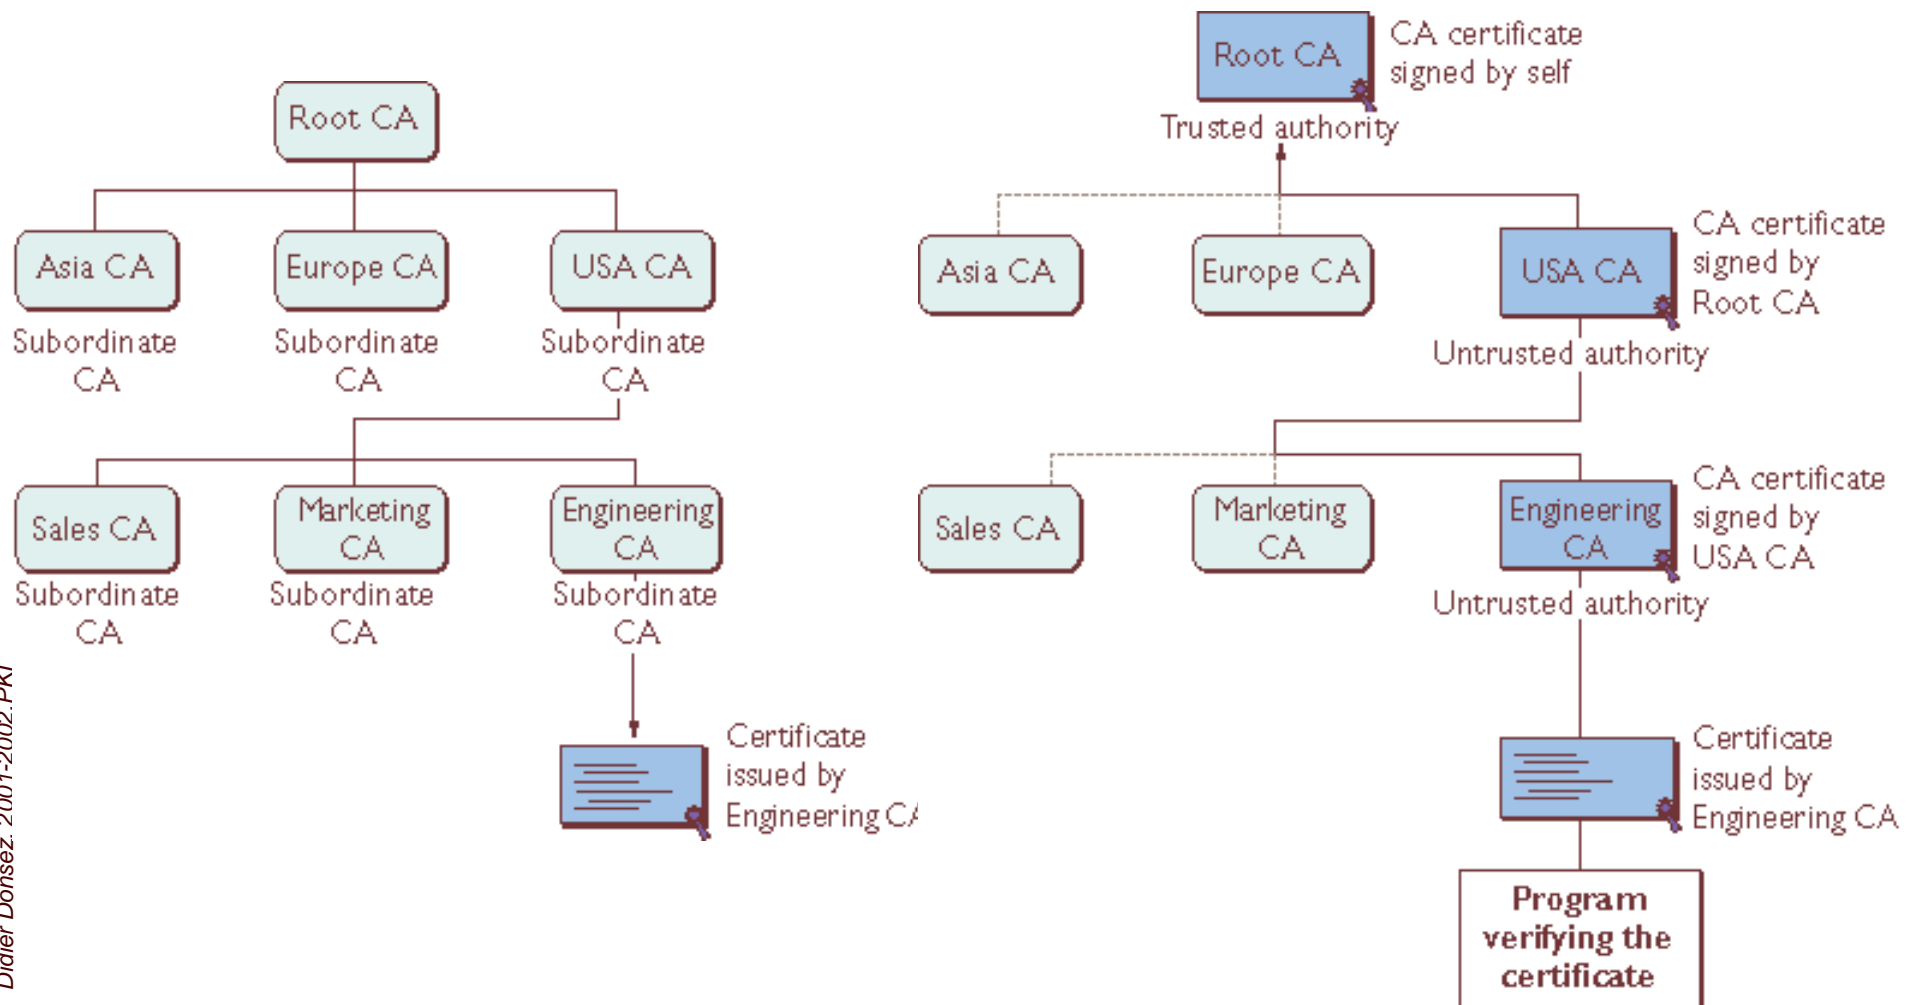 Root CA
Asia CA
Europe CA
USA CA
Subordinate
CA
Subordinate
CA
Subordinate
CA
Sales CA
Marketing
CA
Engineering
CA
Subordinate
CA
Subordinate
CA
Subordinate
CA
Certificate
issued by
Engineering CA
Didier Donsez. 2001-2002. PKI
Root CA
CA certificate
signed by self
Trusted authority
Asia CA
Europe CA
USA CA
CA certificate
signed by
Root CA
Untrusted authority
Sales CA
Marketing
CA
Engineering
CA
CA certificate
signed by
USA CA
Untrusted authority
Certificate
issued by
Engineering CA
Program
verifying the
certificate